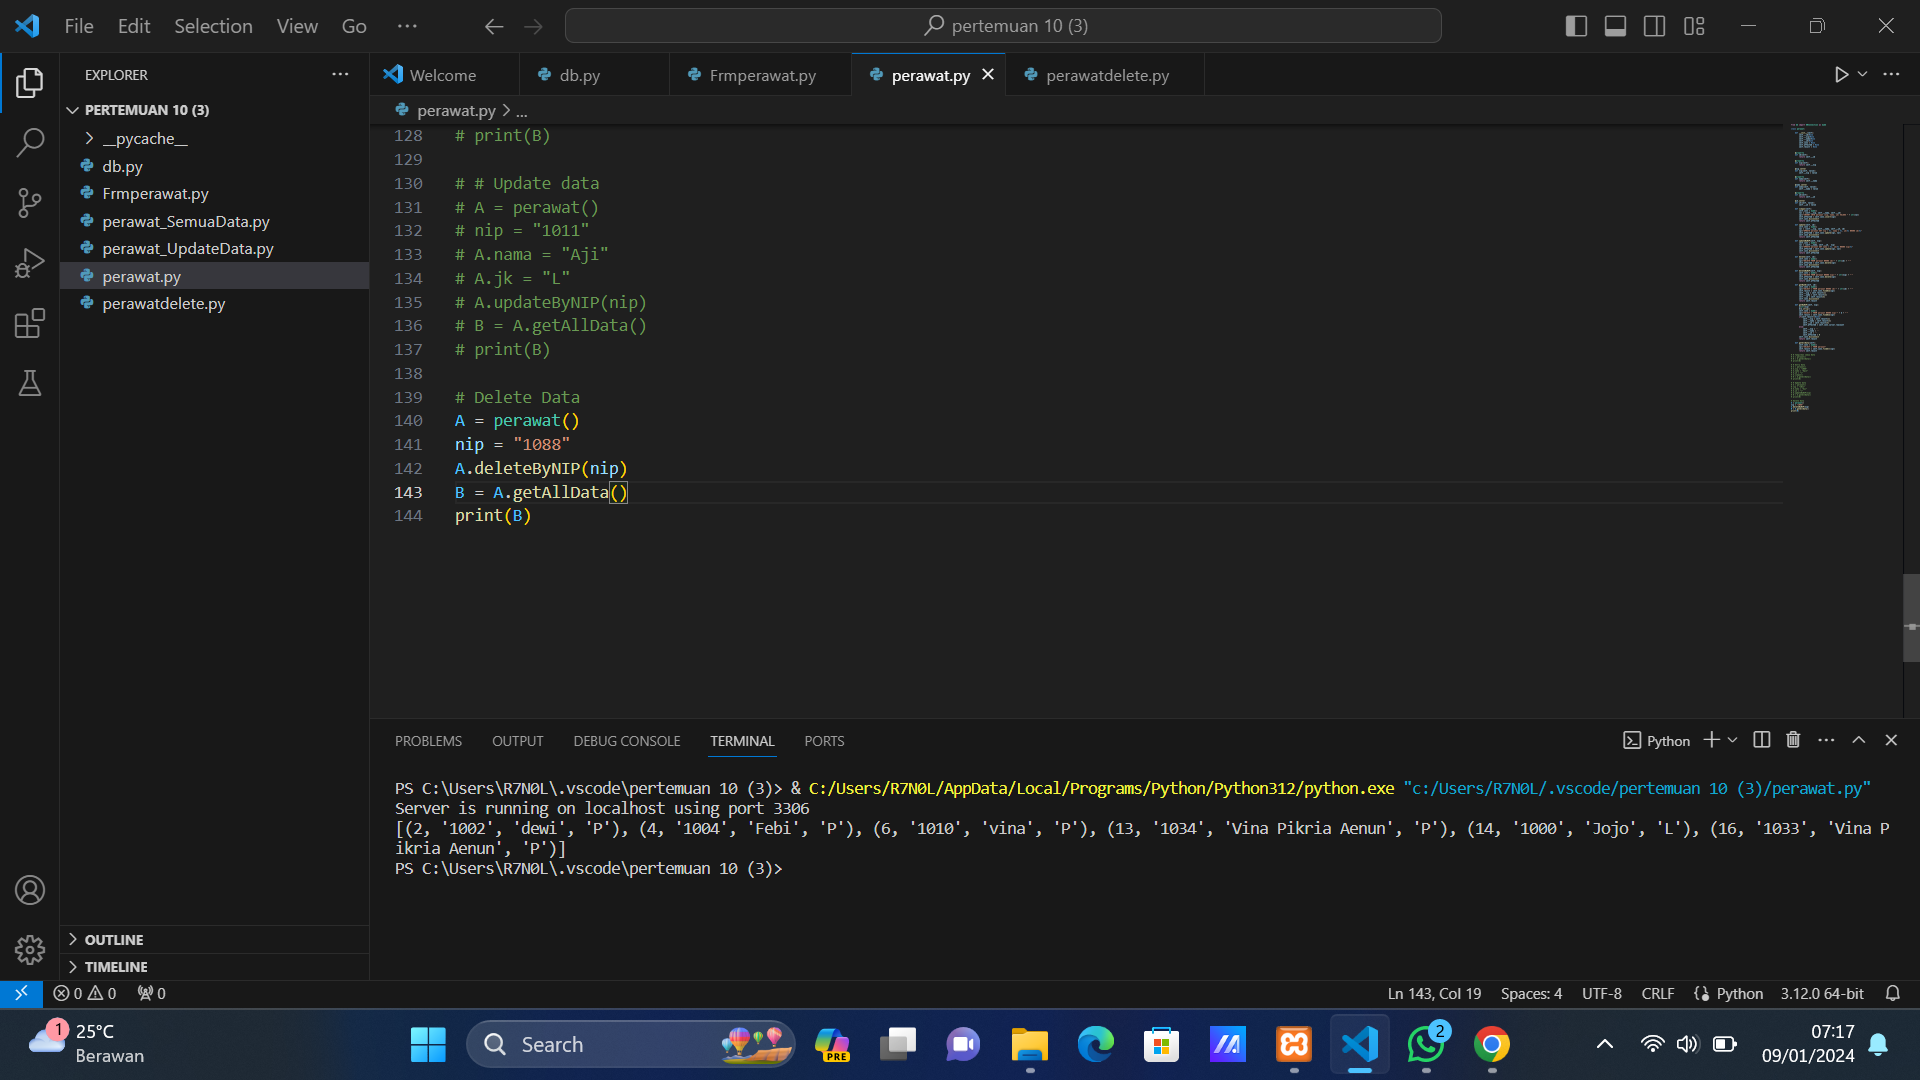 File Edit Selection View Go ...
pertemuan 10 (3)
EXPLORER
PERTEMUAN 10 (3)
__pycache__
db.py
Frmperawat.py
perawat_SemuaData.py
perawat_UpdateData.py
perawat.py
perawatdelete.py
OUTLINE
TIMELINE
Welcome db.py Frmperawat.py perawat.py perawatdelete.py
perawat.py > ...
128 # print(B)
129
130 # # Update data
131 # A = perawat()
132 # nip = "1011"
133 # A.nama = "Aji"
134 # A.jk = "L"
135 # A.updateByNIP(nip)
136 # B = A.getAllData()
137 # print(B)
138
139 # Delete Data
140 A = perawat()
141 nip = "1088"
142 A.deleteByNIP(nip)
143 B = A.getAllData()
144 print(B)
PROBLEMS OUTPUT DEBUG CONSOLE TERMINAL PORTS
Python
PS C:\Users\R7N0L\.vscode\pertemuan 10 (3)> & C:/Users/R7N0L/AppData/Local/Programs/Python/Python312/python.exe "c:/Users/R7N0L/.vscode/pertemuan 10 (3)/perawat.py"
Server is running on localhost using port 3306
[(2, '1002', 'dewi', 'P'), (4, '1004', 'Febi', 'P'), (6, '1010', 'vina', 'P'), (13, '1034', 'Vina Pikria Aenun', 'P'), (14, '1000', 'Jojo', 'L'), (16, '1033', 'Vina P
ikria Aenun', 'P')]
PS C:\Users\R7N0L\.vscode\pertemuan 10 (3)>
0 0 0
Ln 143, Col 19 Spaces: 4 UTF-8 CRLF Python 3.12.0 64-bit
1
25°C
Berawan
Search
PRE
2
07:17
09/01/2024